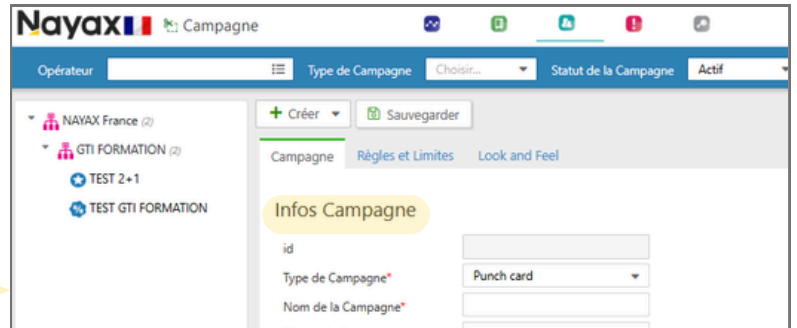 Nayax Campagne
Opérateur Type de Campagne Choisir... Statut de la Campagne Actif
NAYAX France (2)
GTI FORMATION (2)
TEST 2+1
TEST GTI FORMATION
+ Créer Sauvegarder
Campagne Règles et Limites Look and Feel
Infos Campagne
id
Type de Campagne* Punch card
Nom de la Campagne*